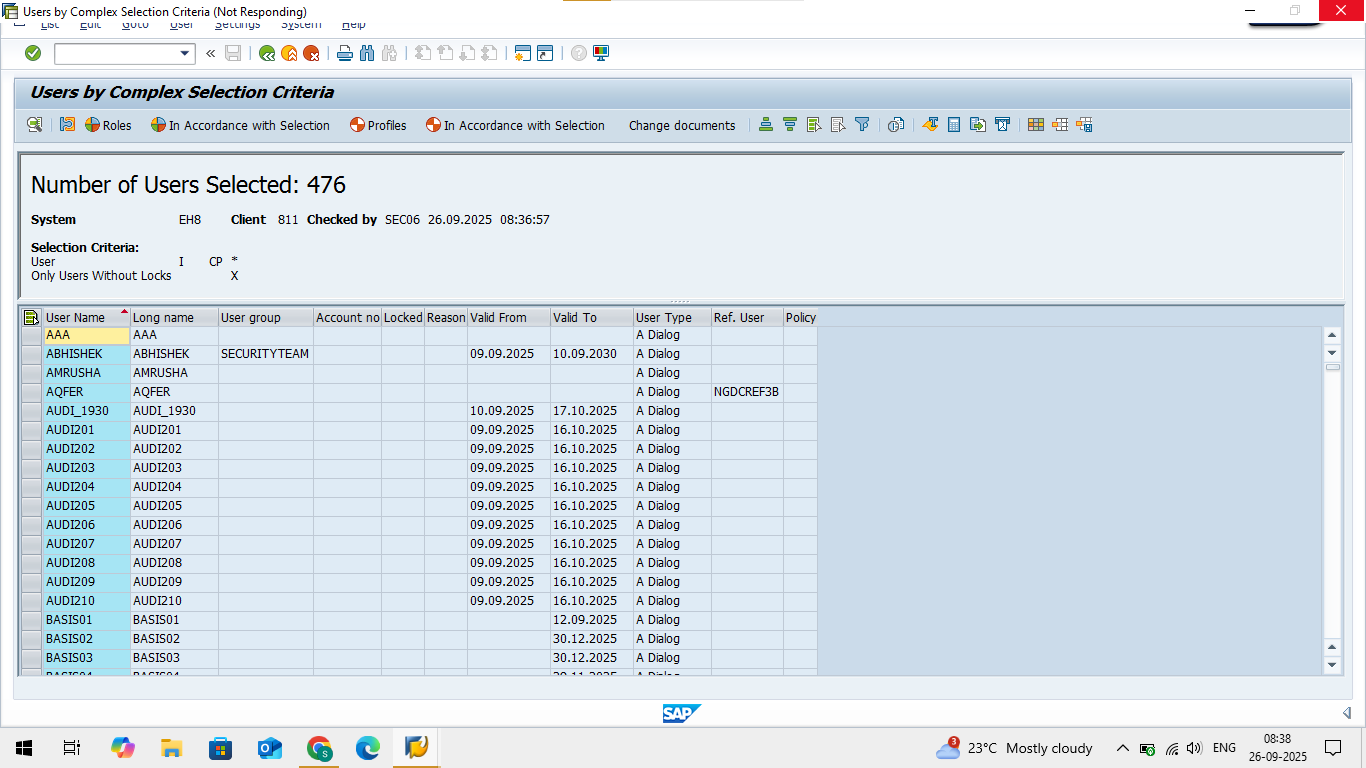 Users by Complex Selection Criteria (Not Responding)
List Edit Goto User Settings System Help
Users by Complex Selection Criteria
Roles In Accordance with Selection Profiles In Accordance with Selection Change documents
Number of Users Selected: 476
System EH8 Client 811 Checked by SEC06 26.09.2025 08:36:57
Selection Criteria:
User I CP *
Only Users Without Locks X
User Name Long name User group Account no Locked Reason Valid From Valid To User Type Ref. User Policy
AAA AAA A Dialog
ABHISHEK ABHISHEK SECURITYTEAM 09.09.2025 10.09.2030 A Dialog
AMRUSHA AMRUSHA A Dialog
AQFER AQFER A Dialog NGDCREF3B
AUDI_1930 AUDI_1930 10.09.2025 17.10.2025 A Dialog
AUDI201 AUDI201 09.09.2025 16.10.2025 A Dialog
AUDI202 AUDI202 09.09.2025 16.10.2025 A Dialog
AUDI203 AUDI203 09.09.2025 16.10.2025 A Dialog
AUDI204 AUDI204 09.09.2025 16.10.2025 A Dialog
AUDI205 AUDI205 09.09.2025 16.10.2025 A Dialog
AUDI206 AUDI206 09.09.2025 16.10.2025 A Dialog
AUDI207 AUDI207 09.09.2025 16.10.2025 A Dialog
AUDI208 AUDI208 09.09.2025 16.10.2025 A Dialog
AUDI209 AUDI209 09.09.2025 16.10.2025 A Dialog
AUDI210 AUDI210 09.09.2025 16.10.2025 A Dialog
BASIS01 BASIS01 12.09.2025 A Dialog
BASIS02 BASIS02 30.12.2025 A Dialog
BASIS03 BASIS03 30.12.2025 A Dialog
SAP
3 23°C Mostly cloudy ENG 08:38
26-09-2025